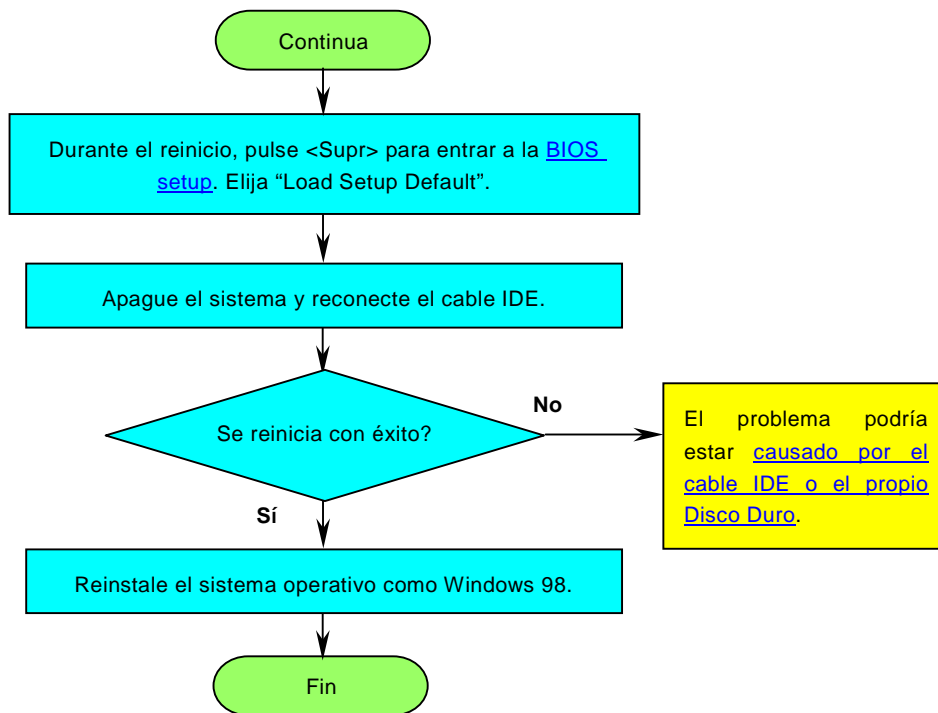 Continua
Durante el reinicio, pulse <Supr> para entrar a la BIOS
setup. Elija “Load Setup Default”.
Apague el sistema y reconecte el cable IDE.
Se reinicia con éxito?
No
El problema podría
estar causado por el
cable IDE o el propio
Disco Duro.
Sí
Reinstale el sistema operativo como Windows 98.
Fin